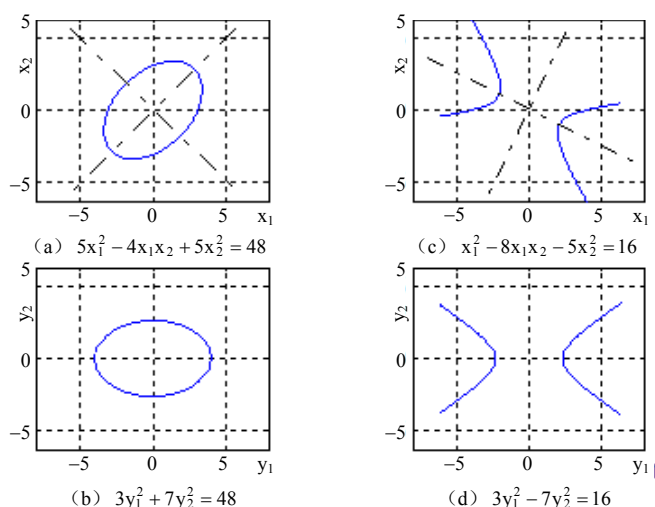 5
x₂
0
−5
−5 0 5 x₁
（a） 5x₁² − 4x₁x₂ + 5x₂² = 48
5
x₂
0
−5
−5 0 5 x₁
（c） x₁² − 8x₁x₂ − 5x₂² = 16
5
y₂
0
−5
−5 0 5 y₁
（b） 3y₁² + 7y₂² = 48
5
y₂
0
−5
−5 0 5 y₁
（d） 3y₁² − 7y₂² = 16